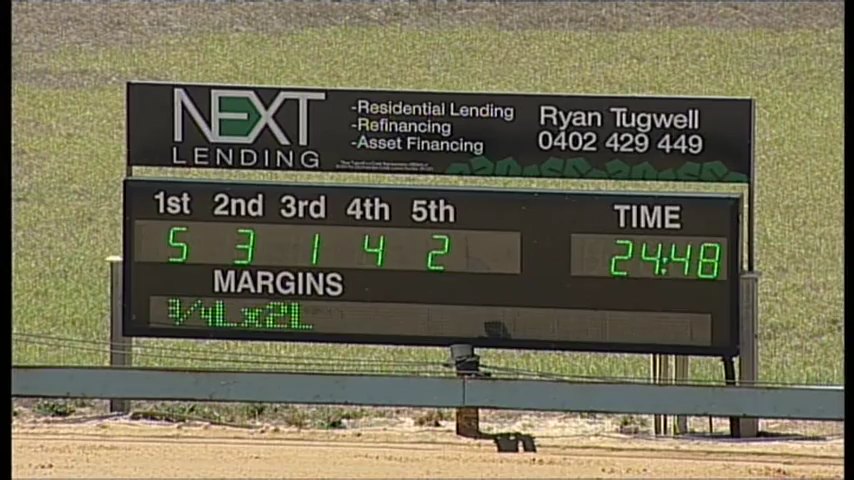 NEXT
LENDING
-Residential Lending
-Refinancing
-Asset Financing
Ryan Tugwell
0402 429 449
1st 2nd 3rd 4th 5th TIME
5 3 1 4 2 24:48
MARGINS
3/4Lx2L